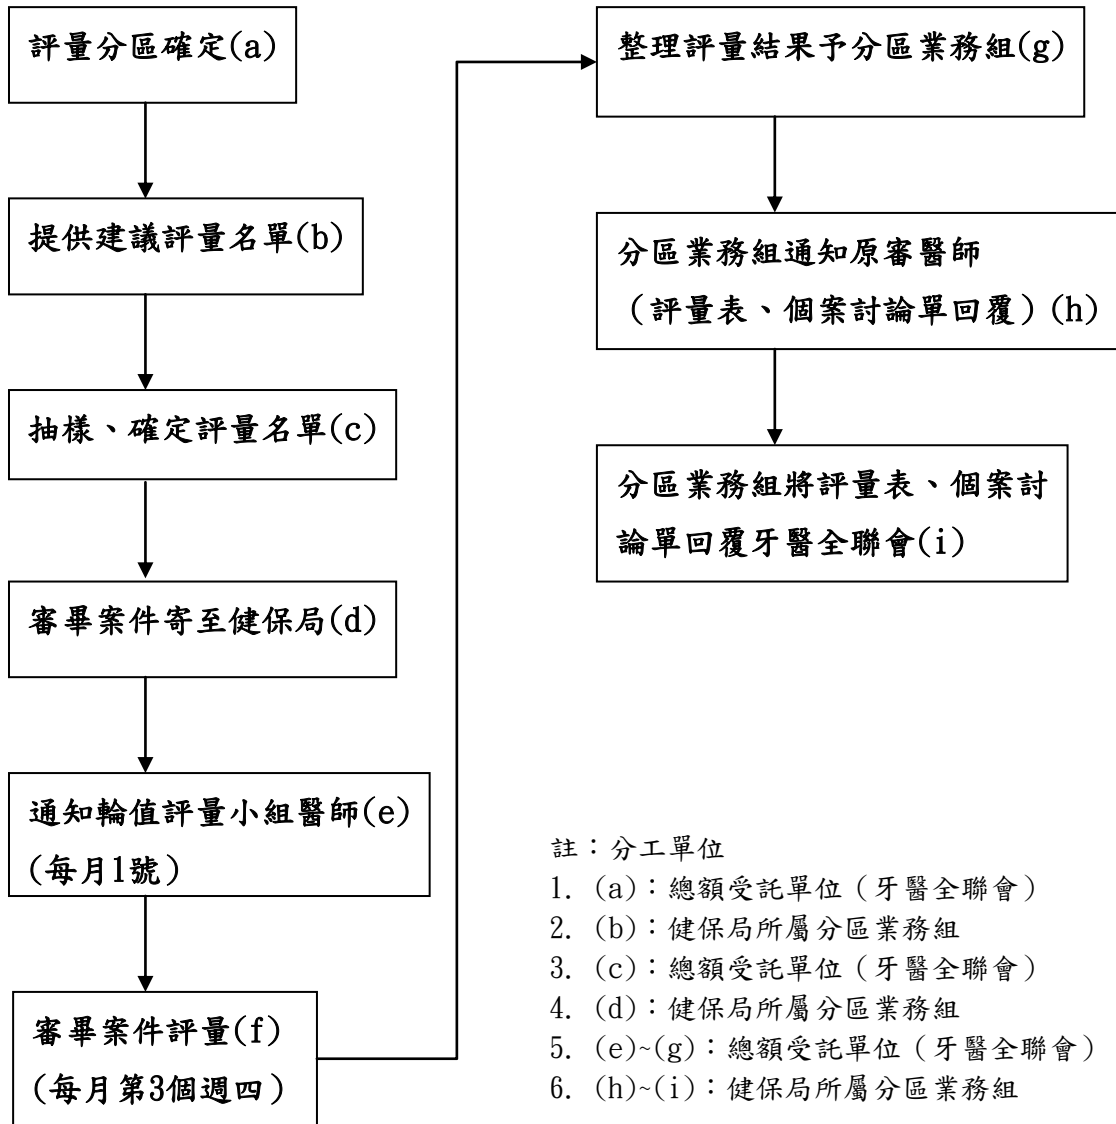 評量分區確定(a)
提供建議評量名單(b)
抽樣、確定評量名單(c)
審畢案件寄至健保局(d)
通知輪值評量小組醫師(e)
(每月1號)
審畢案件評量(f)
(每月第3個週四)
整理評量結果予分區業務組(g)
分區業務組通知原審醫師
（評量表、個案討論單回覆）(h)
分區業務組將評量表、個案討
論單回覆牙醫全聯會(i)
註：分工單位
1. (a)：總額受託單位（牙醫全聯會）
2. (b)：健保局所屬分區業務組
3. (c)：總額受託單位（牙醫全聯會）
4. (d)：健保局所屬分區業務組
5. (e)~(g)：總額受託單位（牙醫全聯會）
6. (h)~(i)：健保局所屬分區業務組